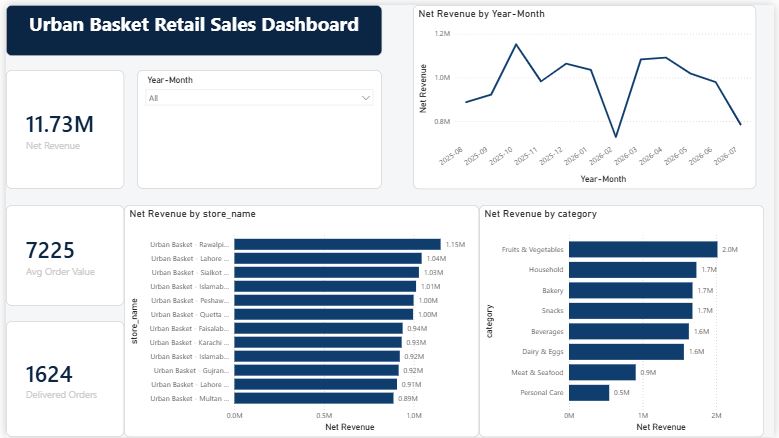 Urban Basket Retail Sales Dashboard
11.73M
Net Revenue
Year-Month
All
Net Revenue by Year-Month
Net Revenue
1.2M
1.0M
0.8M
2025-08
2025-09
2025-10
2025-11
2025-12
2026-01
2026-02
2026-03
2026-04
2026-05
2026-06
2026-07
Year-Month
7225
Avg Order Value
1624
Delivered Orders
Net Revenue by store_name
store_name
Urban Basket - Rawalpi... 1.15M
Urban Basket - Lahore ... 1.04M
Urban Basket - Sialkot ... 1.03M
Urban Basket - Islamab... 1.01M
Urban Basket - Peshaw... 1.00M
Urban Basket - Quetta ... 1.00M
Urban Basket - Faisalab... 0.94M
Urban Basket - Karachi ... 0.93M
Urban Basket - Islamab... 0.92M
Urban Basket - Gujran... 0.92M
Urban Basket - Lahore ... 0.91M
Urban Basket - Multan ... 0.89M
0.0M 0.5M 1.0M
Net Revenue
Net Revenue by category
category
Fruits & Vegetables 2.0M
Household 1.7M
Bakery 1.7M
Snacks 1.7M
Beverages 1.6M
Dairy & Eggs 1.6M
Meat & Seafood 0.9M
Personal Care 0.5M
0M 1M 2M
Net Revenue